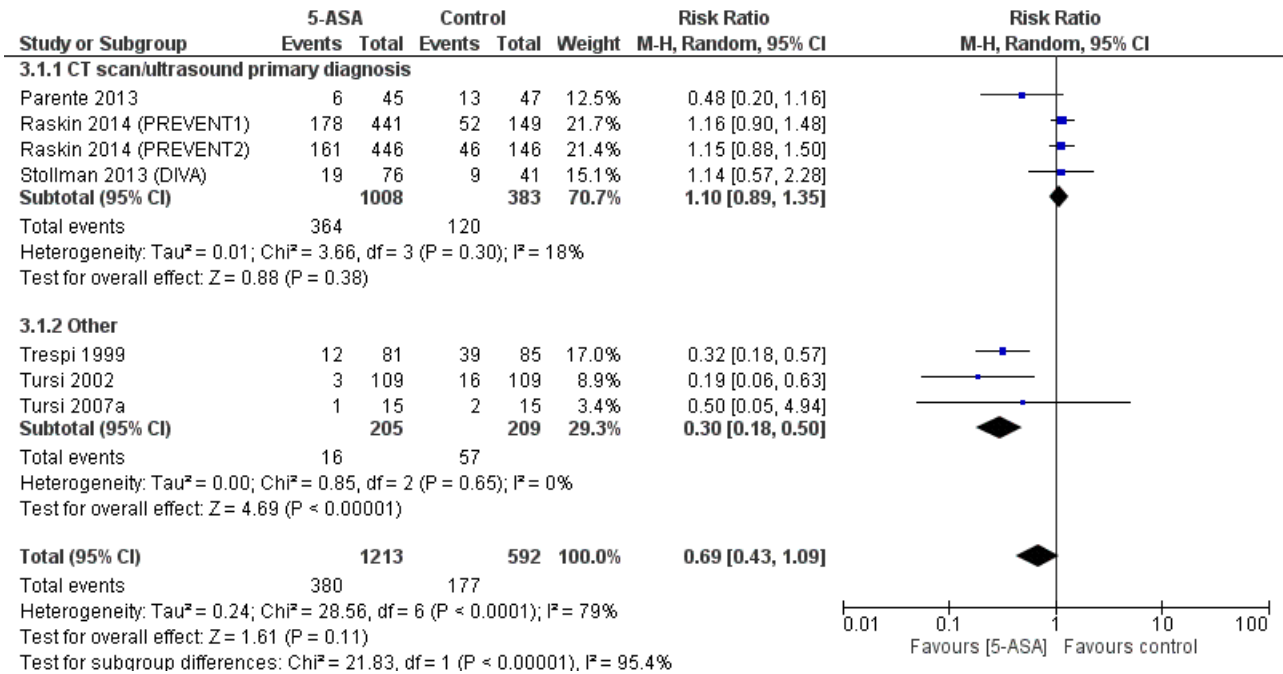 5-ASA Control Risk Ratio Risk Ratio
Study or Subgroup Events Total Events Total Weight M-H, Random, 95% CI M-H, Random, 95% CI
3.1.1 CT scan/ultrasound primary diagnosis
Parente 2013 6 45 13 47 12.5% 0.48 [0.20, 1.16]
Raskin 2014 (PREVENT1) 178 441 52 149 21.7% 1.16 [0.90, 1.48]
Raskin 2014 (PREVENT2) 161 446 46 146 21.4% 1.15 [0.88, 1.50]
Stollman 2013 (DIVA) 19 76 9 41 15.1% 1.14 [0.57, 2.28]
Subtotal (95% CI) 1008 383 70.7% 1.10 [0.89, 1.35]
Total events 364 120
Heterogeneity: Tau² = 0.01; Chi² = 3.66, df = 3 (P = 0.30); I² = 18%
Test for overall effect: Z = 0.88 (P = 0.38)
3.1.2 Other
Trespi 1999 12 81 39 85 17.0% 0.32 [0.18, 0.57]
Tursi 2002 3 109 16 109 8.9% 0.19 [0.06, 0.63]
Tursi 2007a 1 15 2 15 3.4% 0.50 [0.05, 4.94]
Subtotal (95% CI) 205 209 29.3% 0.30 [0.18, 0.50]
Total events 16 57
Heterogeneity: Tau² = 0.00; Chi² = 0.85, df = 2 (P = 0.65); I² = 0%
Test for overall effect: Z = 4.69 (P < 0.00001)
Total (95% CI) 1213 592 100.0% 0.69 [0.43, 1.09]
Total events 380 177
Heterogeneity: Tau² = 0.24; Chi² = 28.56, df = 6 (P < 0.0001); I² = 79%
Test for overall effect: Z = 1.61 (P = 0.11)
Test for subgroup differences: Chi² = 21.83, df = 1 (P < 0.00001), I² = 95.4%
0.01 0.1 1 10 100
Favours [5-ASA] Favours control